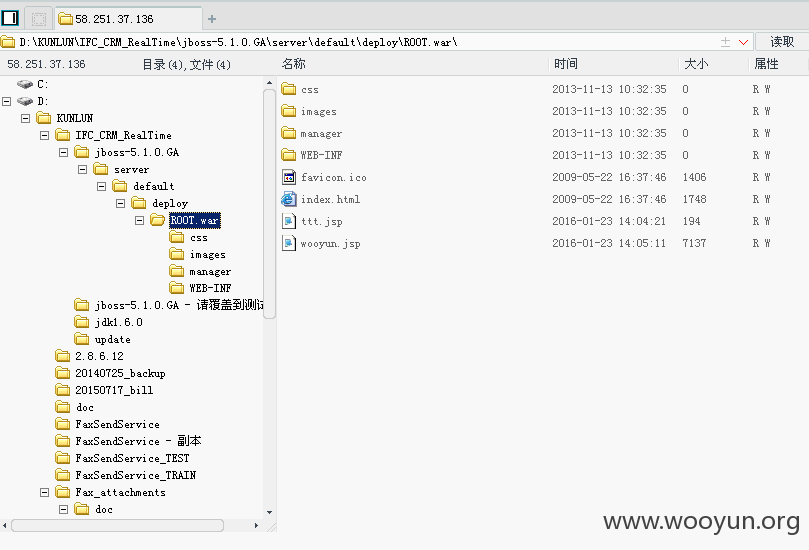 58.251.37.136
D:\KUNLUN\IFC_CRM_RealTime\jboss-5.1.0.GA\server\default\deploy\ROOT.war\
读取
58.251.37.136 目录(4),文件(4)
名称 时间 大小 属性
C:
D:
KUNLUN
IFC_CRM_RealTime
jboss-5.1.0.GA
server
default
deploy
ROOT.war
css
images
manager
WEB-INF
jboss-5.1.0.GA - 请覆盖到测试
jdk1.6.0
update
2.8.6.12
20140725_backup
20150717_bill
doc
FaxSendService
FaxSendService - 副本
FaxSendService_TEST
FaxSendService_TRAIN
Fax_attachments
doc
css 2013-11-13 10:32:35 0 R W
images 2013-11-13 10:32:35 0 R W
manager 2013-11-13 10:32:35 0 R W
WEB-INF 2013-11-13 10:32:35 0 R W
favicon.ico 2009-05-22 16:37:46 1406 R W
index.html 2009-05-22 16:37:46 1748 R W
ttt.jsp 2016-01-23 14:04:21 194 R W
wooyun.jsp 2016-01-23 14:05:11 7137 R W
www.wooyun.org